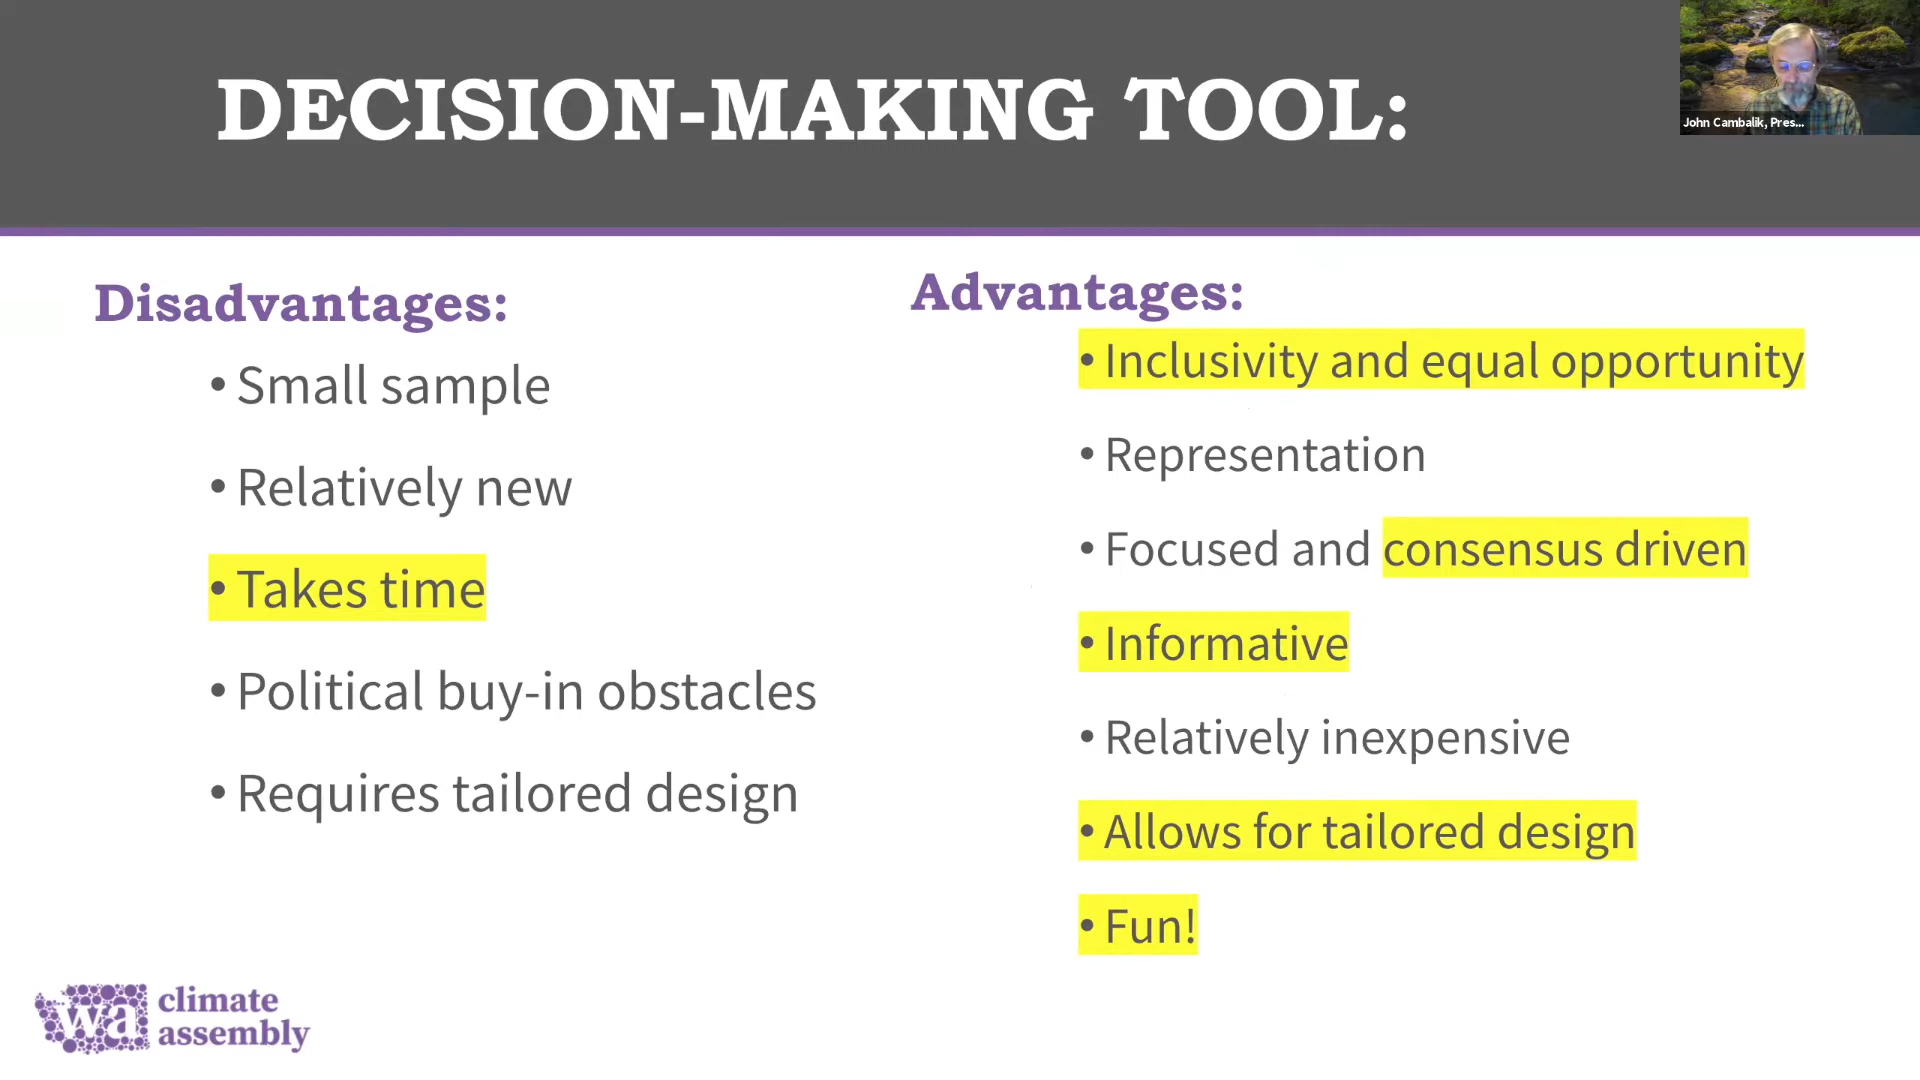 DECISION-MAKING TOOL:
John Cambalik, Pres...
Disadvantages:
• Small sample
• Relatively new
• Takes time
• Political buy-in obstacles
• Requires tailored design
Advantages:
• Inclusivity and equal opportunity
• Representation
• Focused and consensus driven
• Informative
• Relatively inexpensive
• Allows for tailored design
• Fun!
wa
climate
assembly